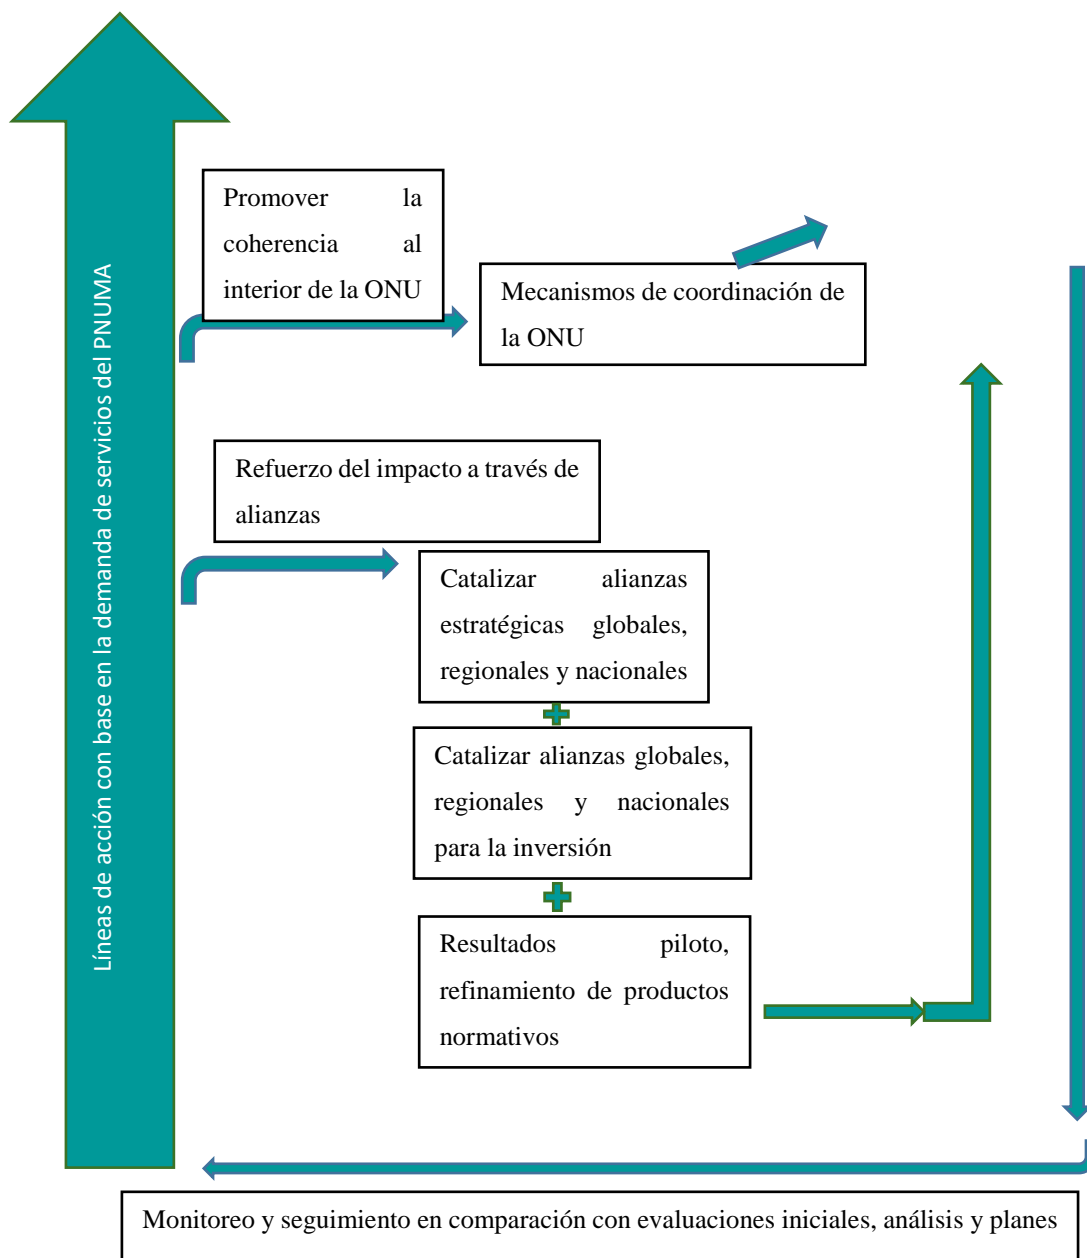 Líneas de acción con base en la demanda de servicios del PNUMA
Promover la
coherencia al
interior de la ONU
Mecanismos de coordinación de
la ONU
Refuerzo del impacto a través de
alianzas
Catalizar alianzas
estratégicas globales,
regionales y nacionales
Catalizar alianzas globales,
regionales y nacionales
para la inversión
Resultados piloto,
refinamiento de productos
normativos
Monitoreo y seguimiento en comparación con evaluaciones iniciales, análisis y planes